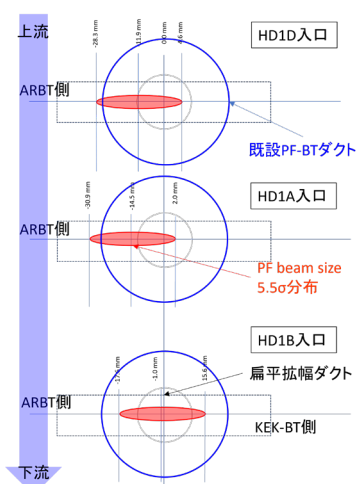 上流
HD1D入口
-28.3 mm
-11.9 mm
0.0 mm
4.6 mm
ARBT側
既設PF-BTダクト
HD1A入口
-30.9 mm
-14.5 mm
2.0 mm
ARBT側
PF beam size
5.5σ分布
HD1B入口
-1.0 mm
15.6 mm
扁平拡幅ダクト
ARBT側
KEK-BT側
下流